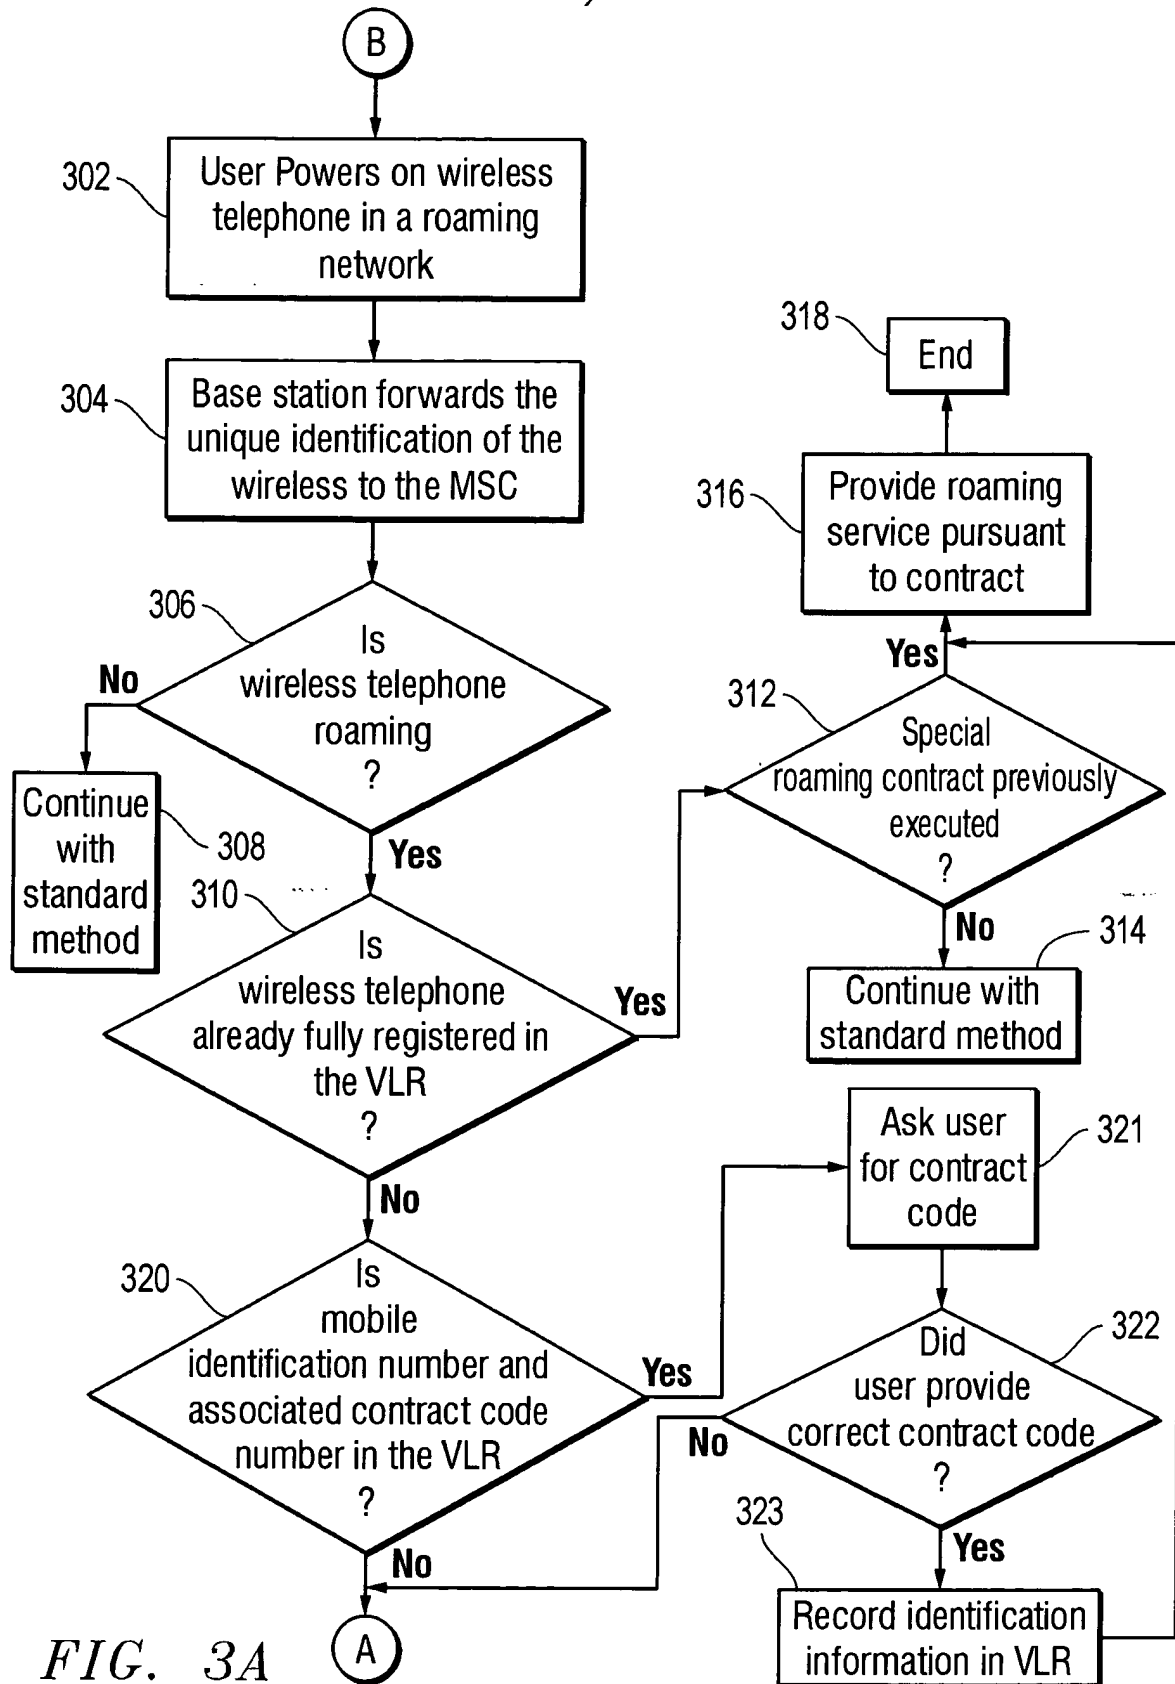 B
302
User Powers on wireless
telephone in a roaming
network
304
Base station forwards the
unique identification of the
wireless to the MSC
306
Is
wireless telephone
roaming
?
No
Yes
Continue
with
standard
method
308
310
Is
wireless telephone
already fully registered in
the VLR
?
Yes
No
318
End
316
Provide roaming
service pursuant
to contract
Yes
312
Special
roaming contract previously
executed
?
No
314
Continue with
standard method
320
Is
mobile
identification number and
associated contract code
number in the VLR
?
Yes
No
Ask user
for contract
code
321
322
Did
user provide
correct contract code
?
No
Yes
323
Record identification
information in VLR
A
FIG. 3A